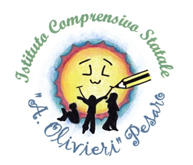 Istituto Comprensivo Statale
"A. Olivieri" Pesaro